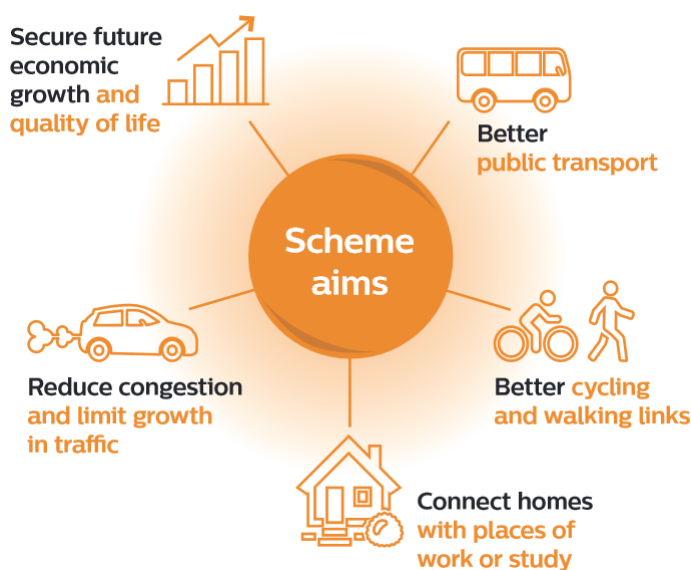 Secure future
economic
growth and
quality of life
Better
public transport
Scheme
aims
Reduce congestion
and limit growth
in traffic
Better cycling
and walking links
Connect homes
with places of
work or study